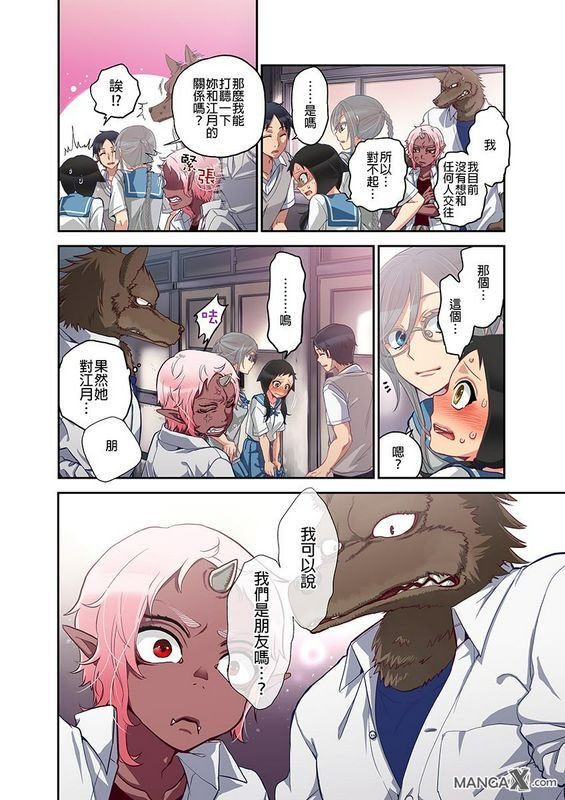 我
我目前
沒有想和
任何人交往
所以…
對不起…
……是嗎
那麼我能
打聽一下
妳和江月的
關係嗎？
誒!?
緊張
那個…
這個…
嗯？
………
嗚
呿
果然她
對江月…
朋
我可以說
我們是朋友嗎…？
MANGAX.com